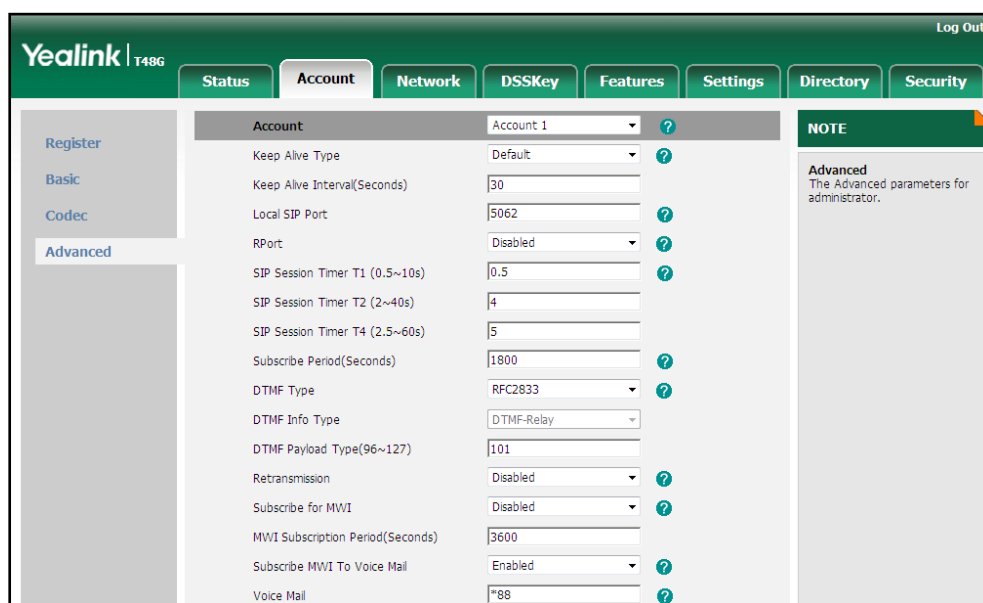 Log Out
Yealink T48G
Status Account Network DSSKey Features Settings Directory Security
Register
Basic
Codec
Advanced
Account Account 1 ?
Keep Alive Type Default ?
Keep Alive Interval(Seconds) 30
Local SIP Port 5062 ?
RPort Disabled ?
SIP Session Timer T1 (0.5~10s) 0.5 ?
SIP Session Timer T2 (2~40s) 4
SIP Session Timer T4 (2.5~60s) 5
Subscribe Period(Seconds) 1800 ?
DTMF Type RFC2833 ?
DTMF Info Type DTMF-Relay
DTMF Payload Type(96~127) 101
Retransmission Disabled ?
Subscribe for MWI Disabled ?
MWI Subscription Period(Seconds) 3600
Subscribe MWI To Voice Mail Enabled ?
Voice Mail *88 ?
NOTE
Advanced
The Advanced parameters for
administrator.